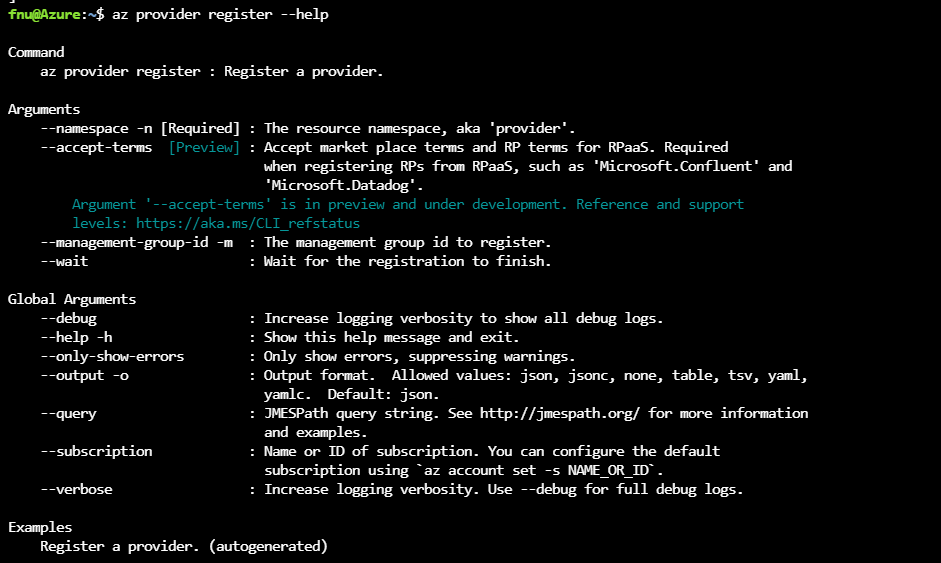 fnu@Azure:~$ az provider register --help
Command
az provider register : Register a provider.
Arguments
--namespace -n [Required] : The resource namespace, aka 'provider'.
--accept-terms [Preview] : Accept market place terms and RP terms for RPaaS. Required
when registering RPs from RPaaS, such as 'Microsoft.Confluent' and
'Microsoft.Datadog'.
Argument '--accept-terms' is in preview and under development. Reference and support
levels: https://aka.ms/CLI_refstatus
--management-group-id -m : The management group id to register.
--wait : Wait for the registration to finish.
Global Arguments
--debug : Increase logging verbosity to show all debug logs.
--help -h : Show this help message and exit.
--only-show-errors : Only show errors, suppressing warnings.
--output -o : Output format. Allowed values: json, jsonc, none, table, tsv, yaml,
yamlc. Default: json.
--query : JMESPath query string. See http://jmespath.org/ for more information
and examples.
--subscription : Name or ID of subscription. You can configure the default
subscription using `az account set -s NAME_OR_ID`.
--verbose : Increase logging verbosity. Use --debug for full debug logs.
Examples
Register a provider. (autogenerated)